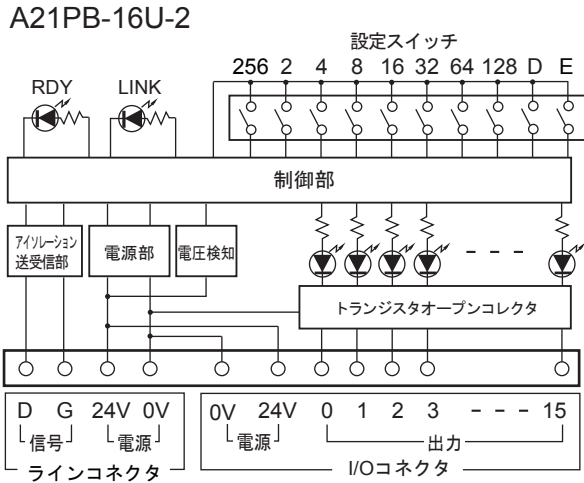 A21PB-16U-2
設定スイッチ
256 2 4 8 16 32 64 128 D E
RDY LINK
制御部
アイソレーション
送受信部
電源部
電圧検知
トランジスタオープンコレクタ
D G 24V 0V 0V 24V 0 1 2 3 - - - 15
信号 電源 電源 出力
ラインコネクタ I/Oコネクタ